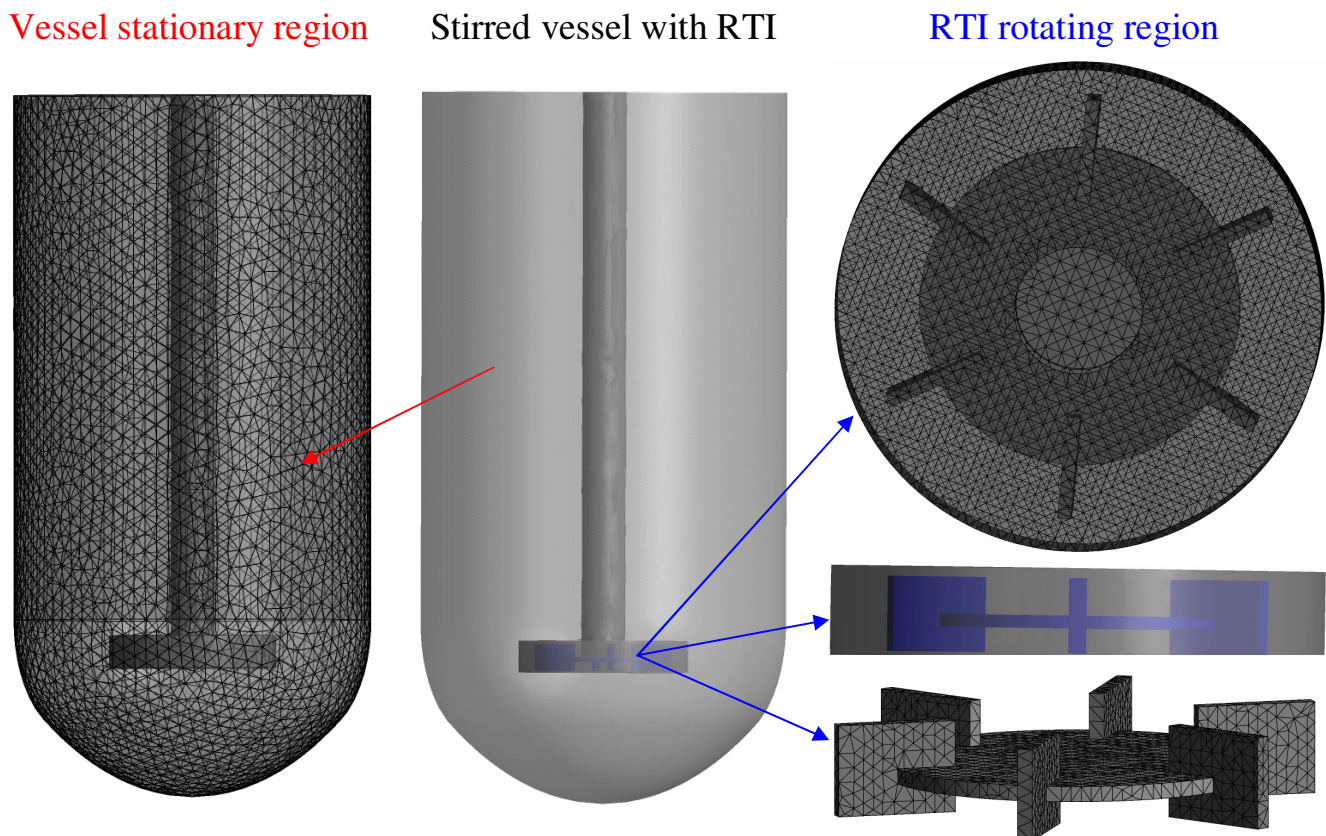 Vessel stationary region
Stirred vessel with RTI
RTI rotating region